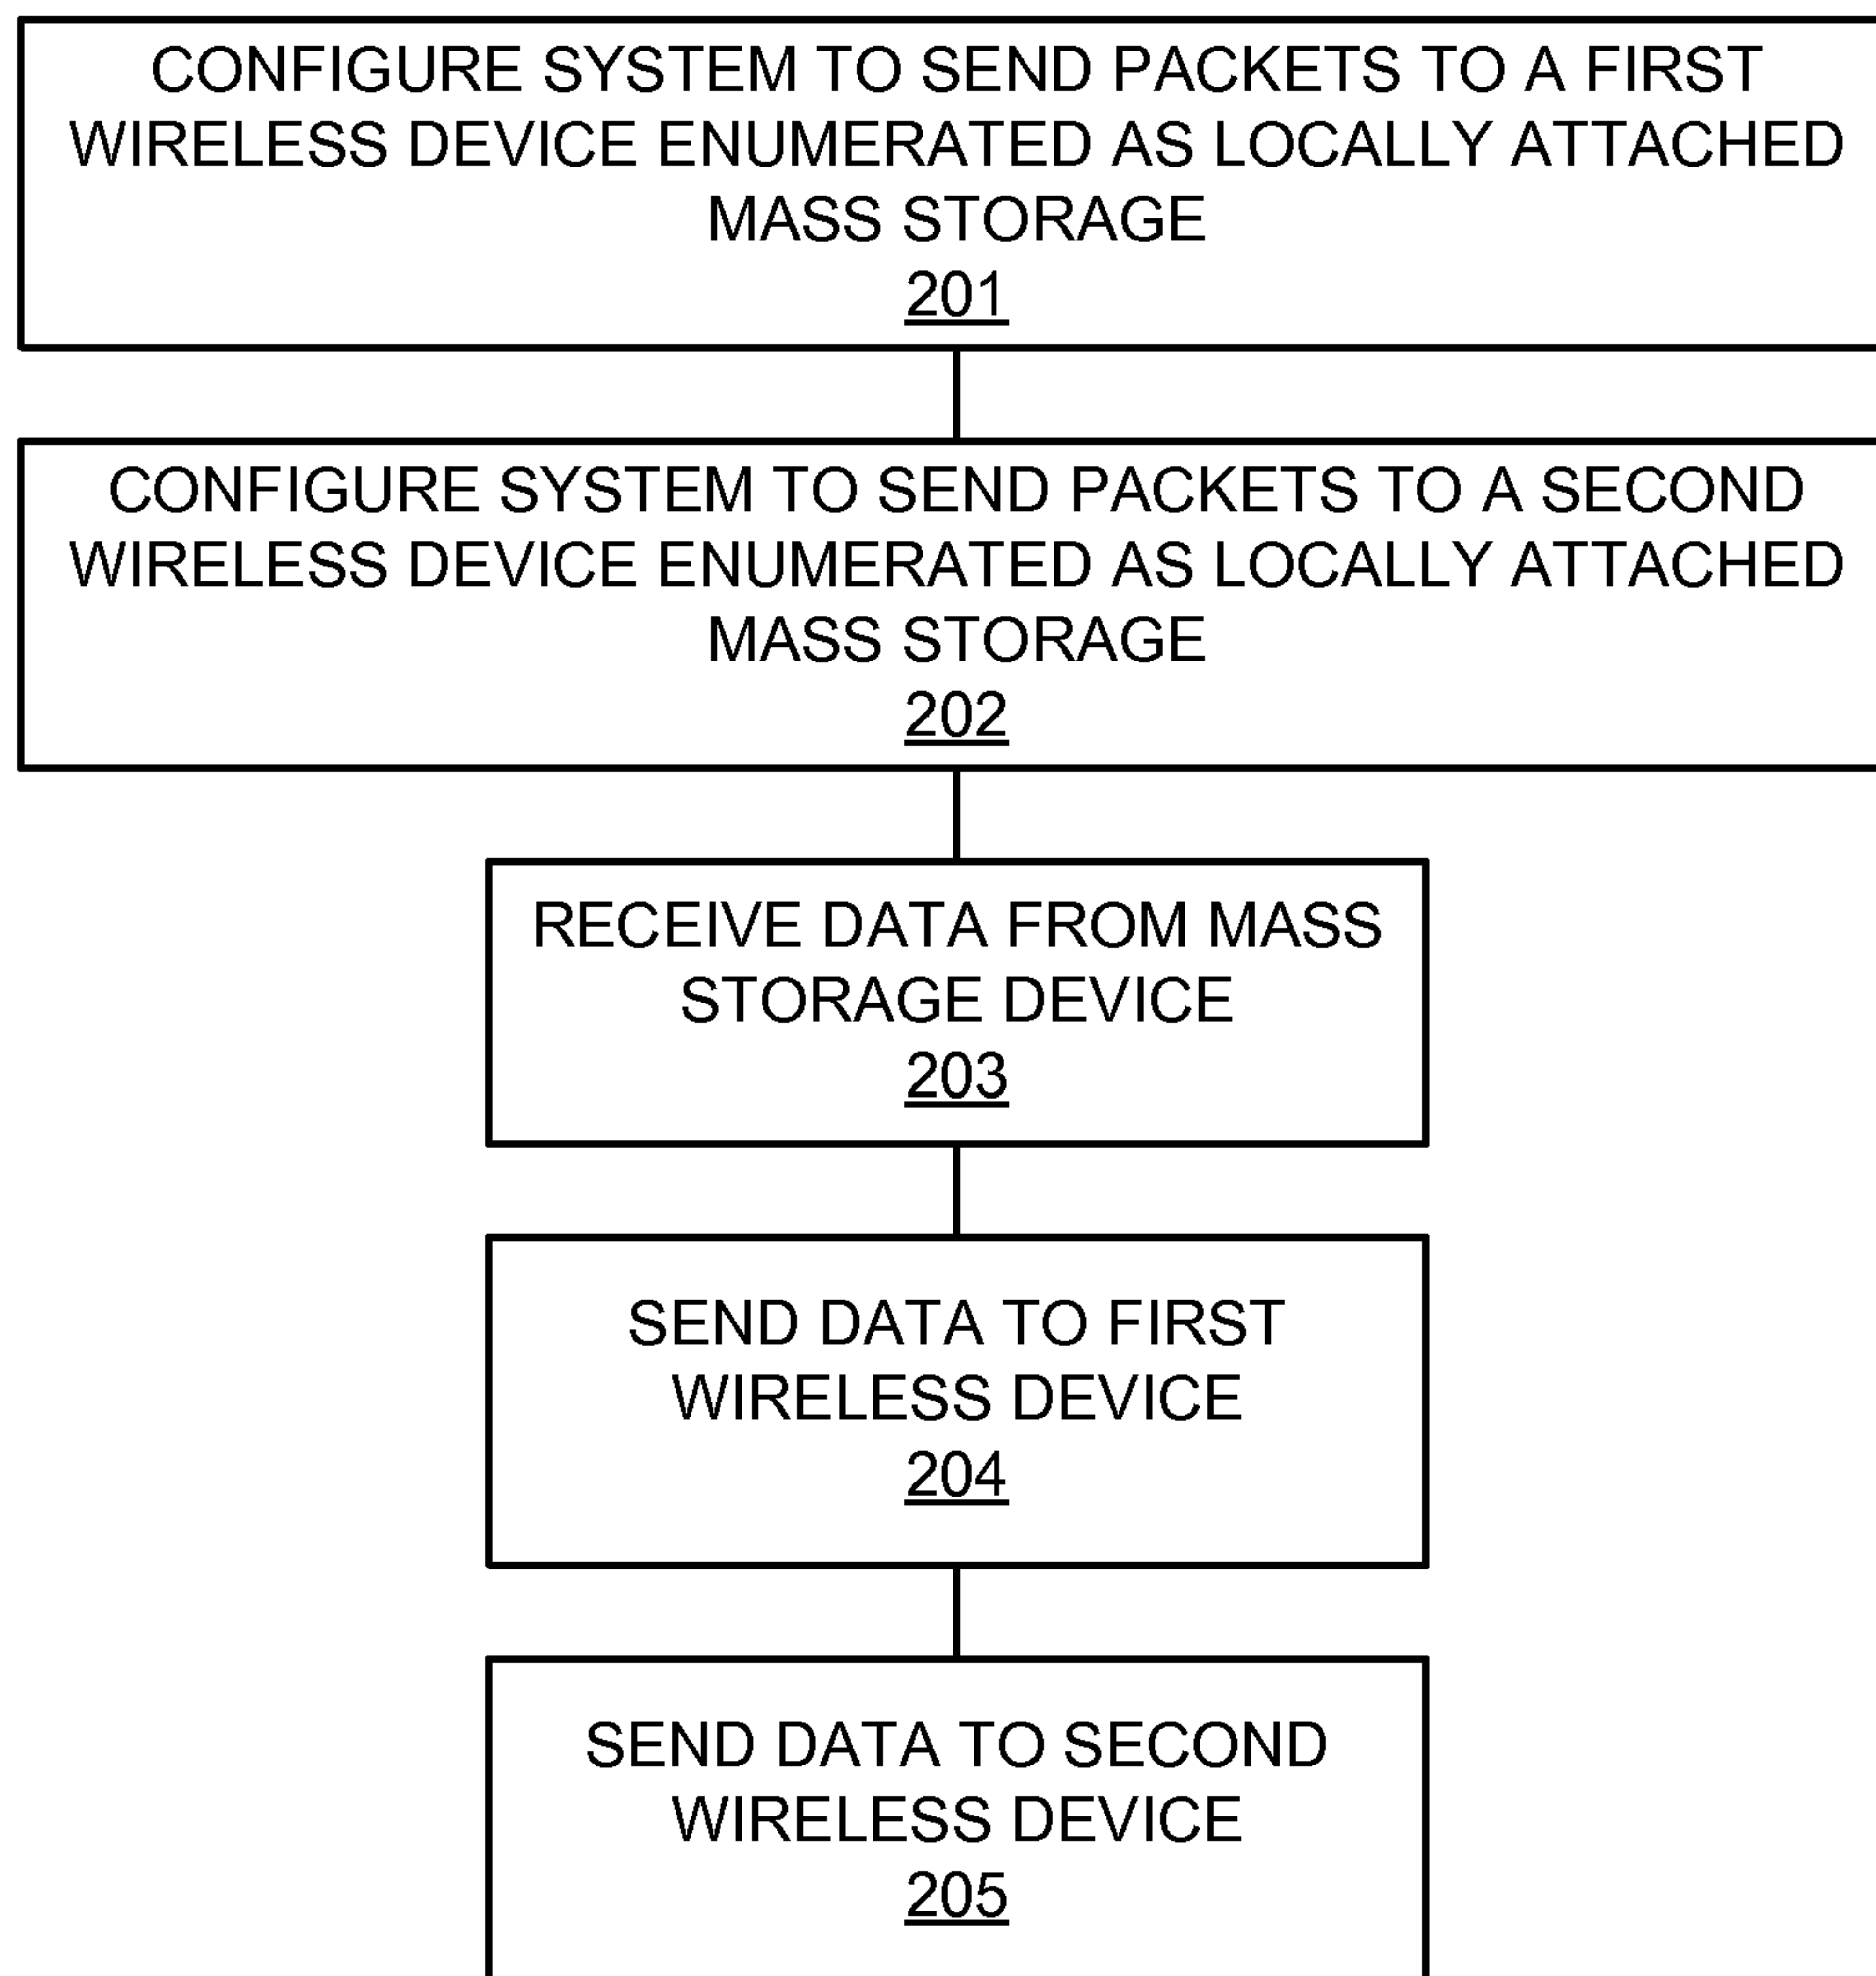 CONFIGURE SYSTEM TO SEND PACKETS TO A FIRST
WIRELESS DEVICE ENUMERATED AS LOCALLY ATTACHED
MASS STORAGE
201
CONFIGURE SYSTEM TO SEND PACKETS TO A SECOND
WIRELESS DEVICE ENUMERATED AS LOCALLY ATTACHED
MASS STORAGE
202
RECEIVE DATA FROM MASS
STORAGE DEVICE
203
SEND DATA TO FIRST
WIRELESS DEVICE
204
SEND DATA TO SECOND
WIRELESS DEVICE
205